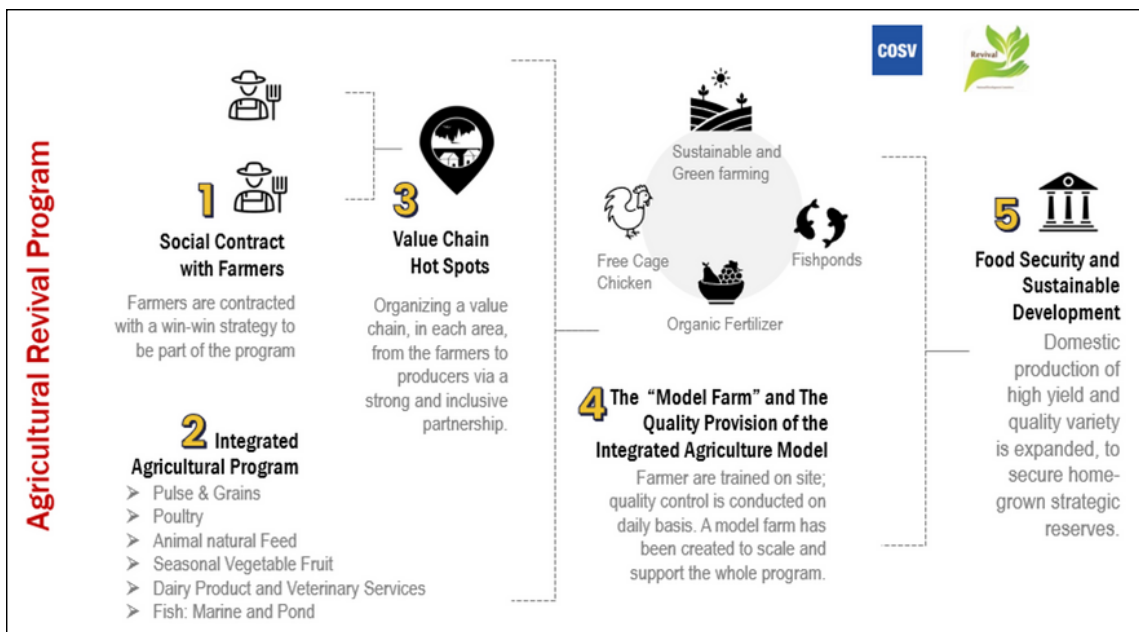 Agricultural Revival Program
COSV
Revival
1
Social Contract
with Farmers
Farmers are contracted
with a win-win strategy to
be part of the program
2 Integrated
Agricultural Program
➢ Pulse & Grains
➢ Poultry
➢ Animal natural Feed
➢ Seasonal Vegetable Fruit
➢ Dairy Product and Veterinary Services
➢ Fish: Marine and Pond
3
Value Chain
Hot Spots
Organizing a value
chain, in each area,
from the farmers to
producers via a
strong and inclusive
partnership.
Sustainable and
Green farming
Free Cage
Chicken
Fishponds
Organic Fertilizer
4 The “Model Farm” and The
Quality Provision of the
Integrated Agriculture Model
Farmer are trained on site;
quality control is conducted on
daily basis. A model farm has
been created to scale and
support the whole program.
5
Food Security and
Sustainable
Development
Domestic
production of
high yield and
quality variety
is expanded, to
secure home-
grown strategic
reserves.